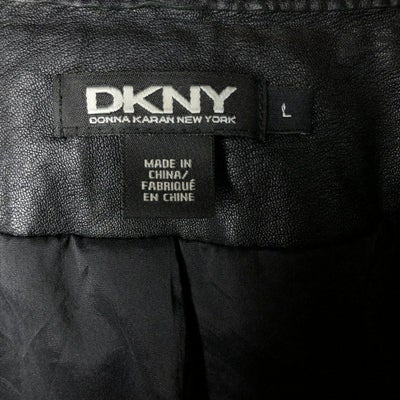 DKNY
DONNA KARAN NEW YORK
L
MADE IN
CHINA/
FABRIQUÉ
EN CHINE